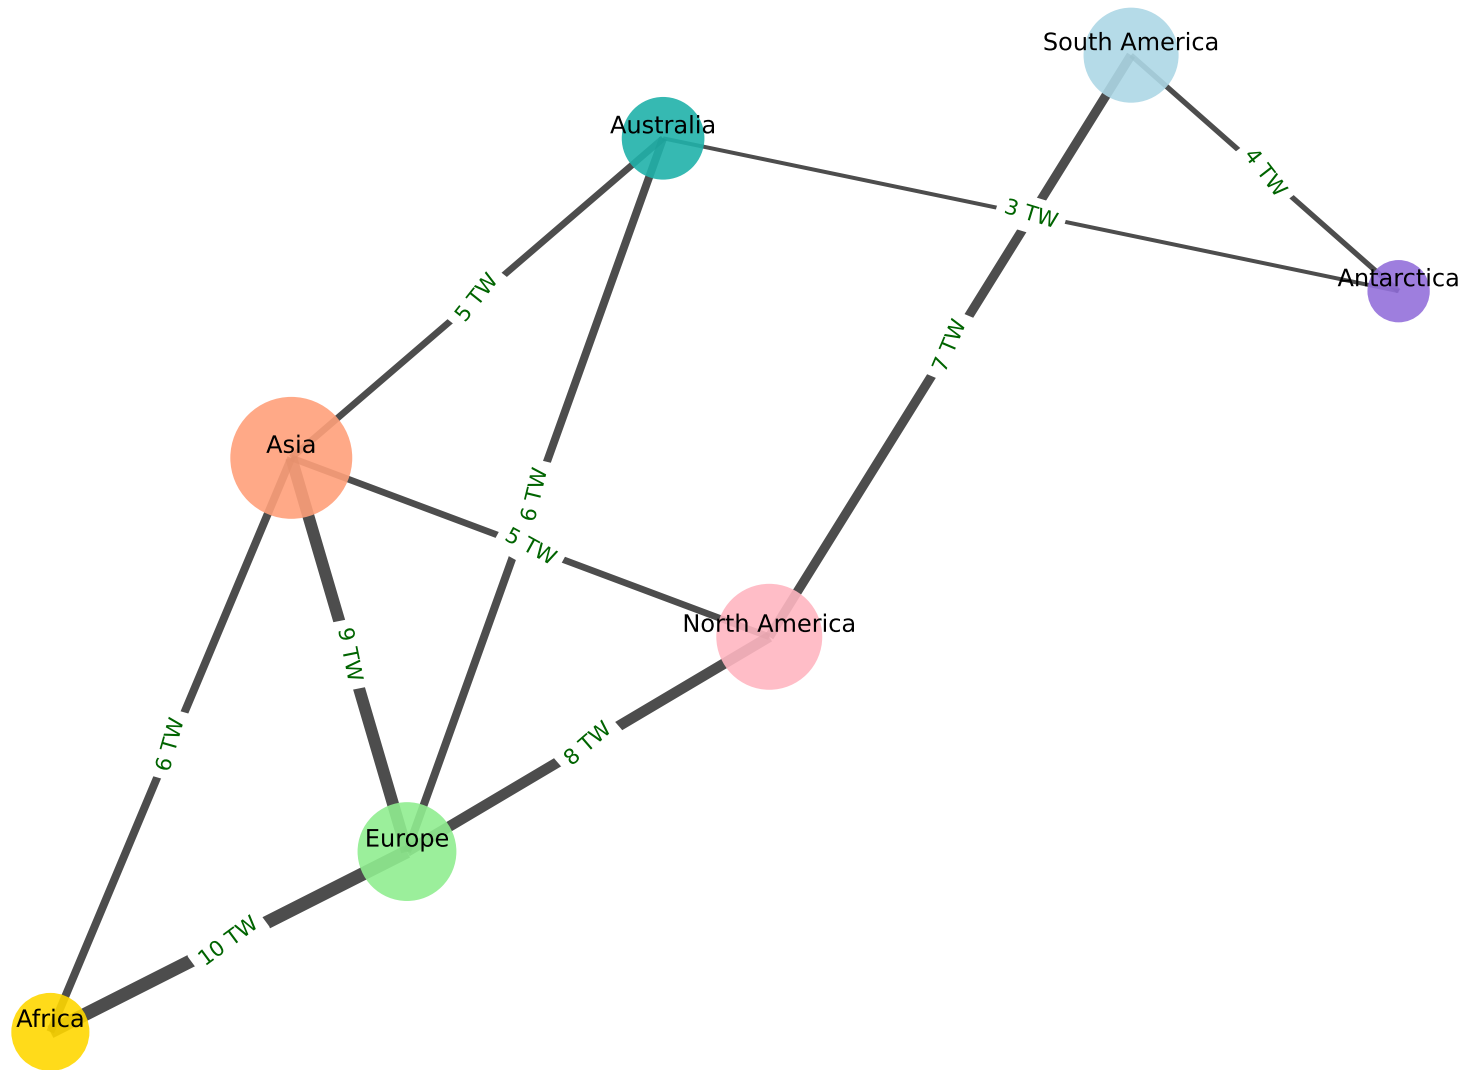 South America
Australia
4 TW
3 TW
Antarctica
5 TW
7 TW
Asia
6 TW
5 TW
North America
9 TW
6 TW
8 TW
Europe
10 TW
Africa